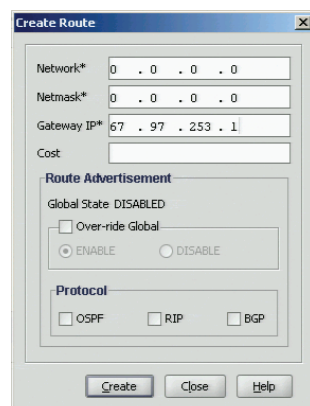 Create Route
Network* 0 . 0 . 0 . 0
Netmask* 0 . 0 . 0 . 0
Gateway IP* 67 . 97 . 253 . 1
Cost
Route Advertisement
Global State DISABLED
Over-ride Global
ENABLE DISABLE
Protocol
OSPF RIP BGP
Create Close Help